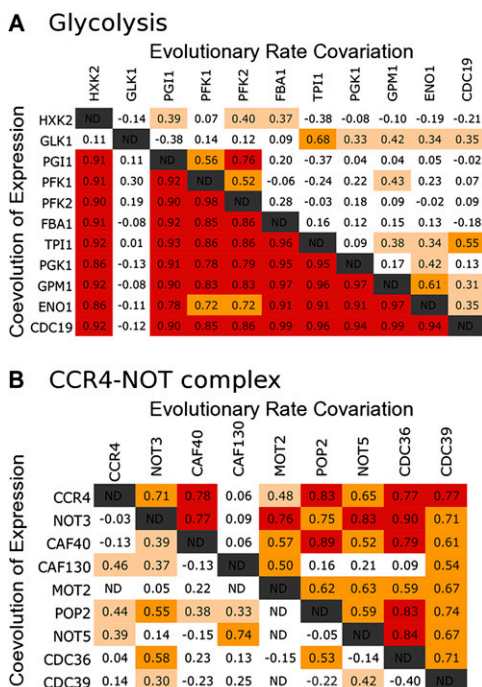 A Glycolysis
Evolutionary Rate Covariation
HXK2 GLK1 PGI1 PFK1 PFK2 FBA1 TPI1 PGK1 GPM1 ENO1 CDC19
Coevolution of Expression
HXK2 ND -0.14 0.39 0.07 0.40 0.37 -0.38 -0.08 -0.10 -0.19 -0.21
GLK1 0.11 ND -0.38 0.14 0.12 0.09 0.68 0.33 0.42 0.34 0.35
PGI1 0.91 0.11 ND 0.56 0.76 0.20 -0.37 0.04 0.04 0.05 -0.02
PFK1 0.91 0.30 0.92 ND 0.52 -0.06 -0.24 0.22 0.43 0.23 0.07
PFK2 0.90 0.19 0.90 0.98 ND 0.28 -0.03 0.18 0.09 -0.02 0.09
FBA1 0.91 -0.08 0.92 0.85 0.86 ND 0.16 0.12 0.15 0.13 -0.18
TPI1 0.92 0.01 0.93 0.86 0.86 0.96 ND 0.09 0.38 0.34 0.55
PGK1 0.86 -0.13 0.91 0.78 0.79 0.95 0.95 ND 0.17 0.42 0.13
GPM1 0.92 -0.08 0.90 0.83 0.83 0.97 0.96 0.97 ND 0.61 0.31
ENO1 0.86 -0.11 0.78 0.72 0.72 0.91 0.91 0.91 0.97 ND 0.35
CDC19 0.92 -0.12 0.90 0.85 0.86 0.99 0.96 0.94 0.99 0.94 ND
B CCR4-NOT complex
Evolutionary Rate Covariation
CCR4 NOT3 CAF40 CAF130 MOT2 POP2 NOT5 CDC36 CDC39
Coevolution of Expression
CCR4 ND 0.71 0.78 0.06 0.48 0.83 0.65 0.77 0.77
NOT3 -0.03 ND 0.77 0.09 0.76 0.75 0.83 0.90 0.71
CAF40 -0.13 0.39 ND 0.06 0.57 0.89 0.52 0.79 0.61
CAF130 0.46 0.37 -0.13 ND 0.50 0.16 0.21 0.09 0.54
MOT2 ND 0.05 0.22 ND ND 0.62 0.63 0.59 0.67
POP2 0.44 0.55 0.38 0.33 ND ND 0.59 0.83 0.74
NOT5 0.39 0.14 -0.15 0.74 ND -0.05 ND 0.84 0.67
CDC36 0.04 0.58 0.23 0.13 -0.15 0.53 -0.14 ND 0.71
CDC39 0.14 0.30 -0.23 0.25 ND -0.22 0.42 -0.40 ND